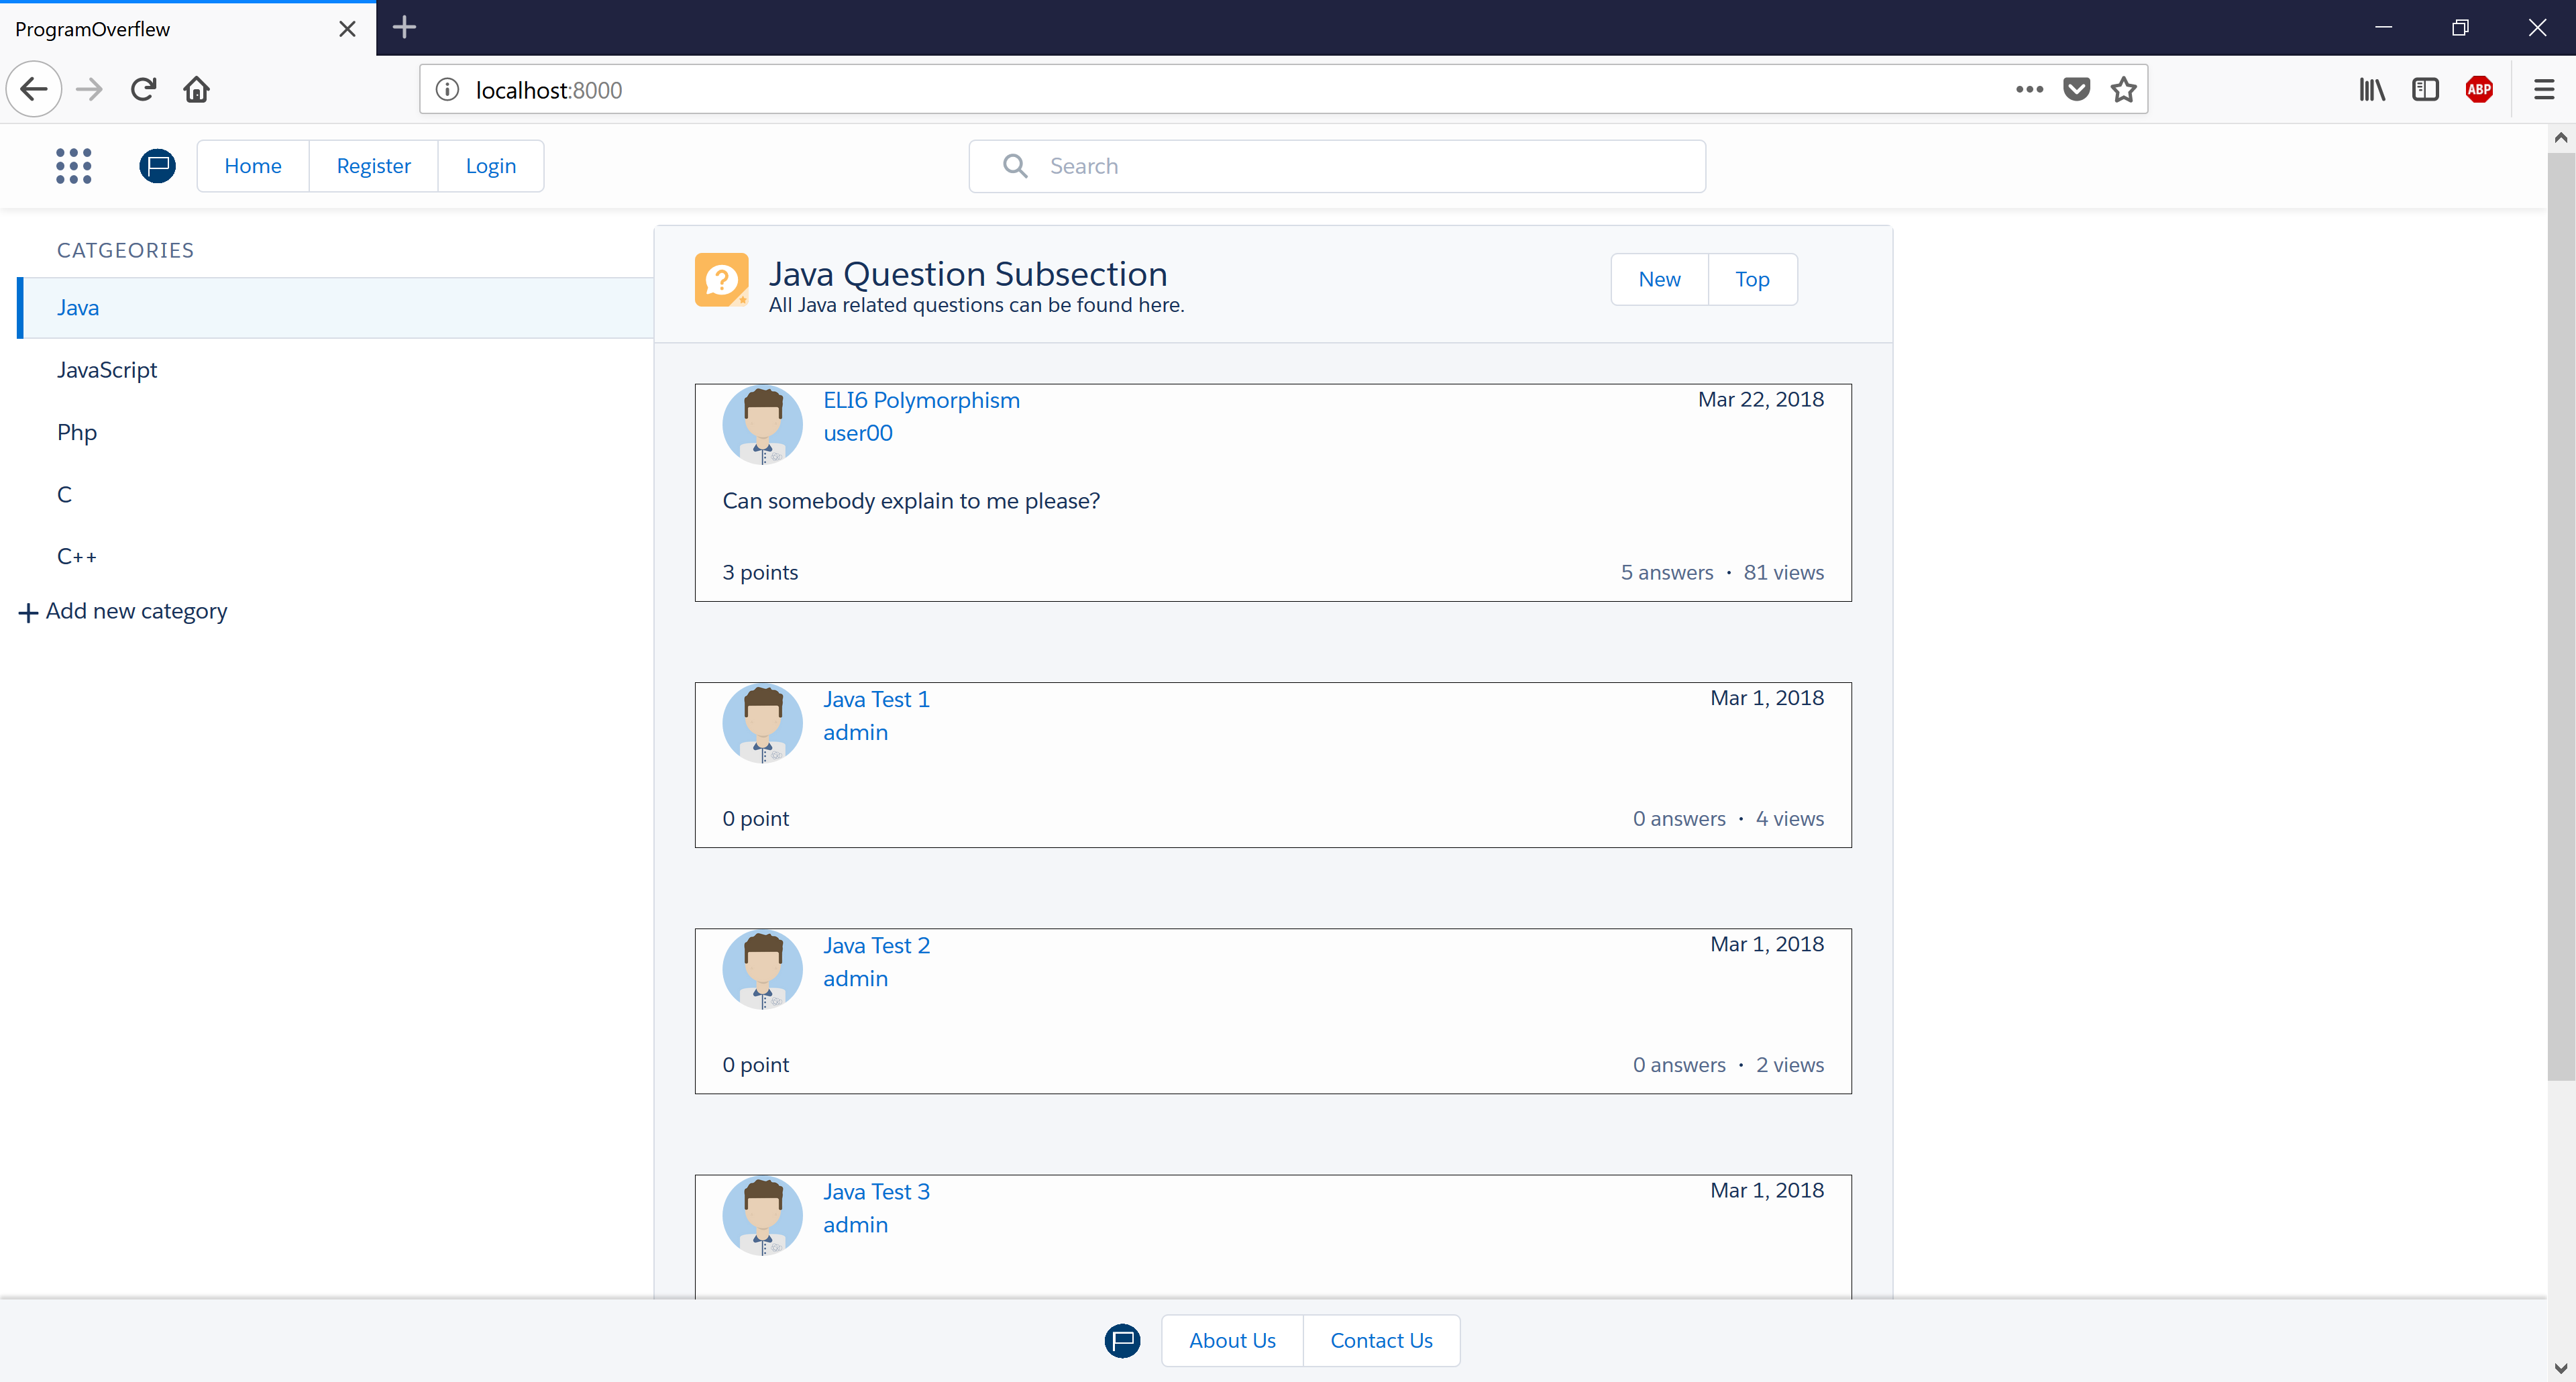 ProgramOverflew
localhost:8000
ABP
Home Register Login
Search
CATGEORIES
Java
JavaScript
Php
C
C++
Add new category
Java Question Subsection
All Java related questions can be found here.
New Top
ELI6 Polymorphism
Mar 22, 2018
user00
Can somebody explain to me please?
3 points
5 answers • 81 views
Java Test 1
Mar 1, 2018
admin
0 point
0 answers • 4 views
Java Test 2
Mar 1, 2018
admin
0 point
0 answers • 2 views
Java Test 3
Mar 1, 2018
admin
About Us Contact Us